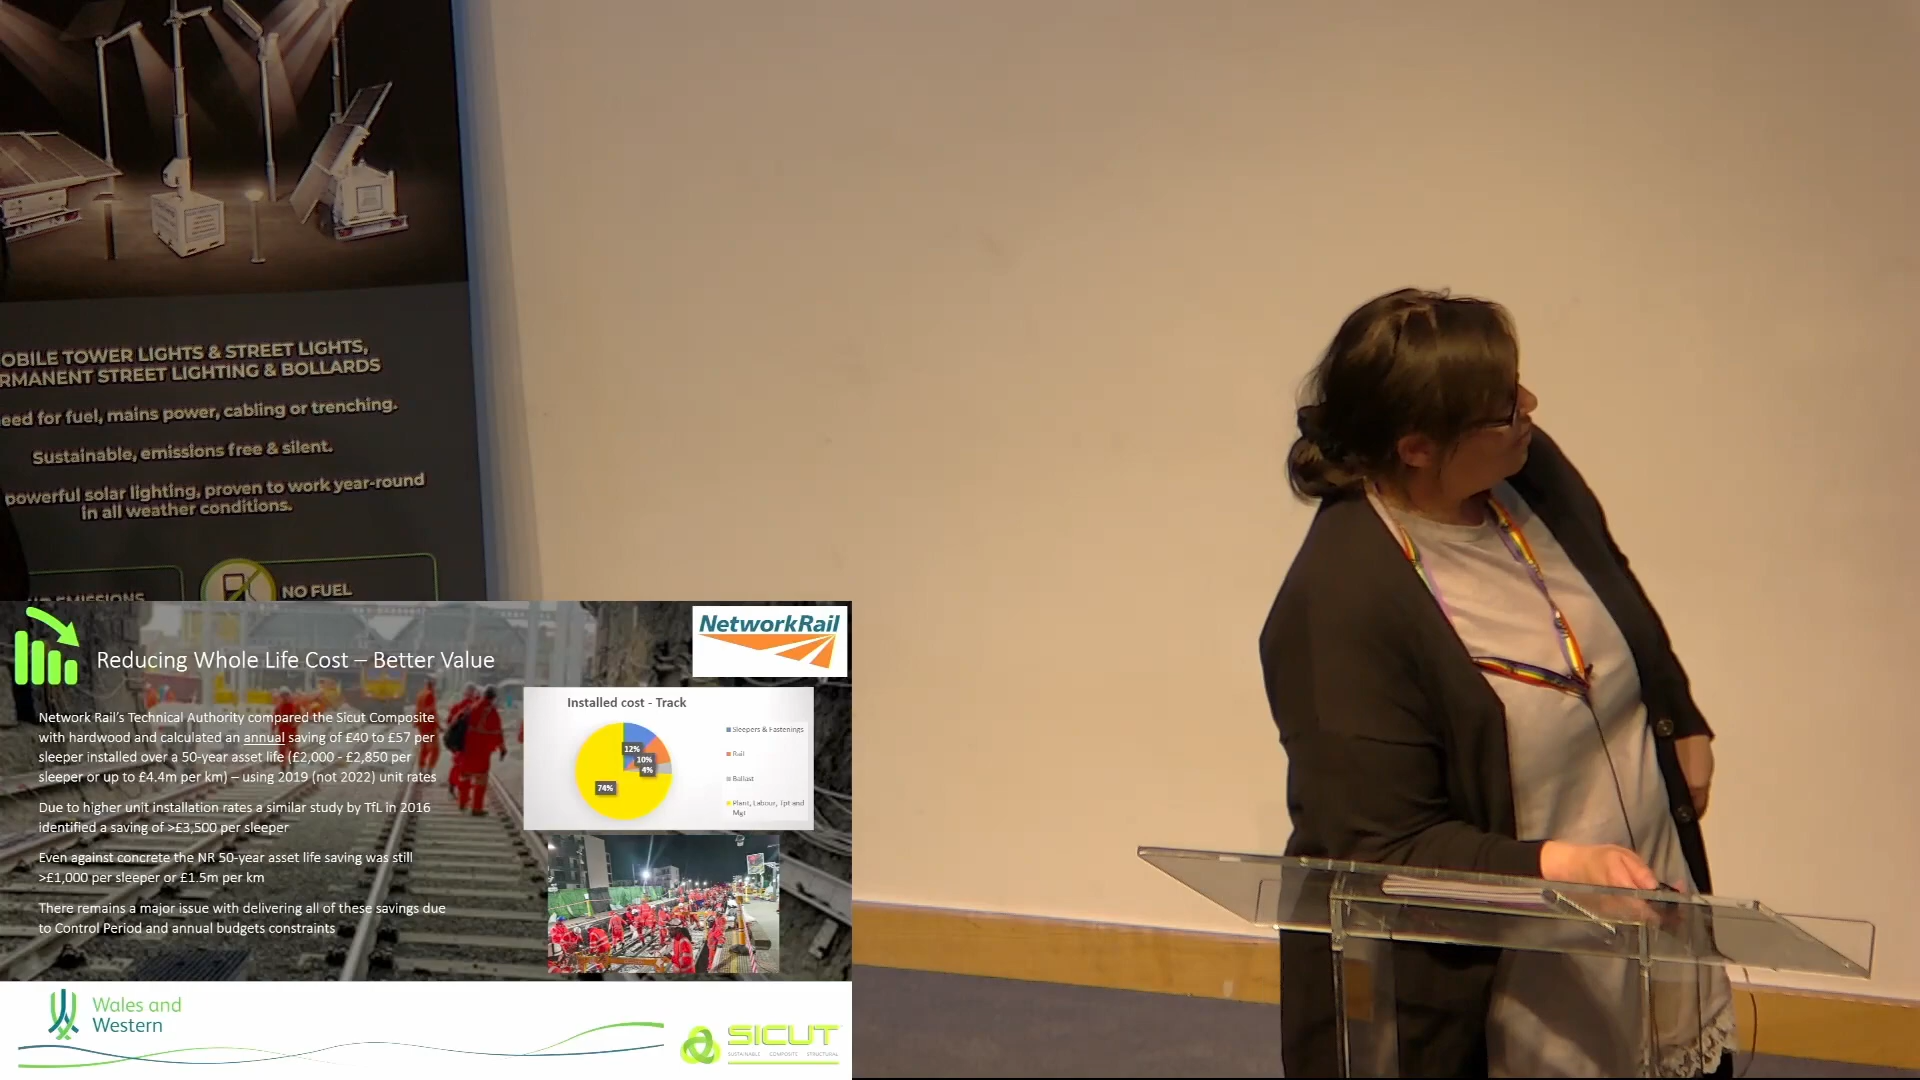 OBILE TOWER LIGHTS & STREET LIGHTS,
RMANENT STREET LIGHTING & BOLLARDS
eed for fuel, mains power, cabling or trenching.
Sustainable, emissions free & silent.
powerful solar lighting, proven to work year-round
in all weather conditions.
EMISSIONS
NO FUEL
NetworkRail
Reducing Whole Life Cost – Better Value
Network Rail's Technical Authority compared the Sicut Composite
with hardwood and calculated an annual saving of £40 to £57 per
sleeper installed over a 50-year asset life (£2,000 - £2,850 per
sleeper or up to £4.4m per km) – using 2019 (not 2022) unit rates
Due to higher unit installation rates a similar study by TfL in 2016
identified a saving of >£3,500 per sleeper
Even against concrete the NR 50-year asset life saving was still
>£1,000 per sleeper or £1.5m per km
There remains a major issue with delivering all of these savings due
to Control Period and annual budgets constraints
Installed cost - Track
12%
10%
4%
74%
Sleepers & Fastenings
Rail
Ballast
Plant, Labour, Tpt and
Mgt
Wales and
Western
SICUT
SUSTAINABLE COMPOSITE STRUCTURAL